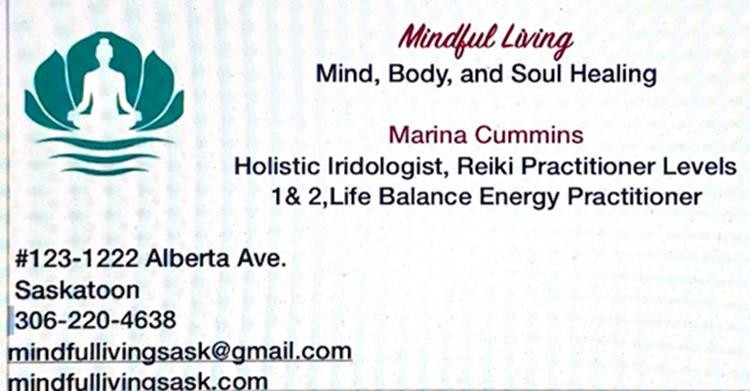 Mindful Living
Mind, Body, and Soul Healing
Marina Cummins
Holistic Iridologist, Reiki Practitioner Levels
1& 2,Life Balance Energy Practitioner
#123-1222 Alberta Ave.
Saskatoon
306-220-4638
mindfullivingsask@gmail.com
mindfullivingsask.com